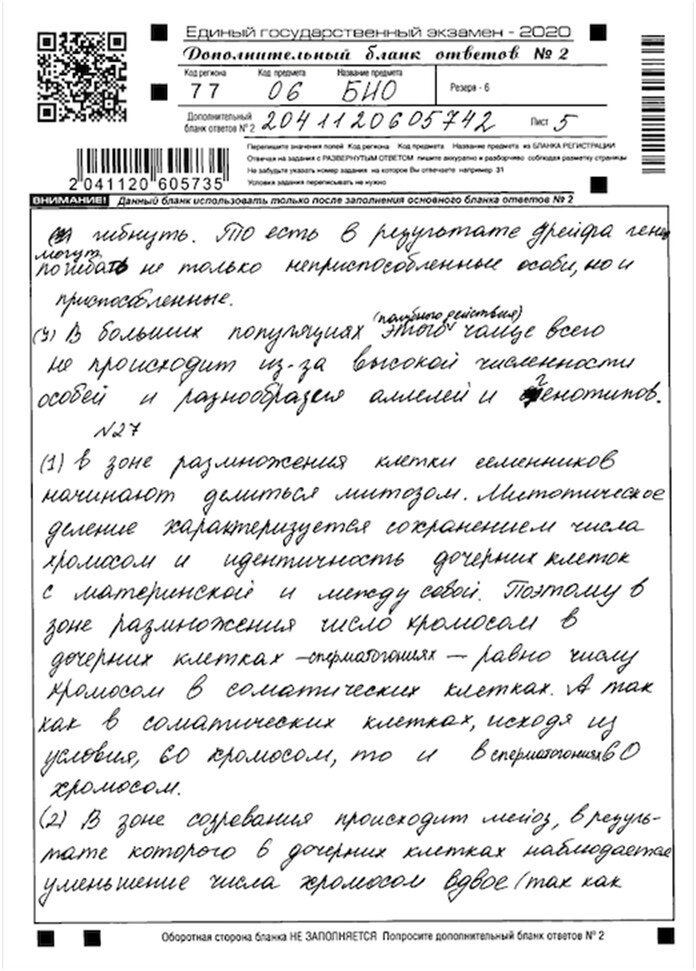 Единый государственный экзамен - 2020
Дополнительный бланк ответов № 2
Код региона Код предмета Название предмета
77 06 БИО Резерв - 6
Дополнительный бланк ответов № 2 2041120605742 Лист 5
Перепишите значения полей Код региона Код предмета Название предмета из БЛАНКА РЕГИСТРАЦИИ
Отвечая на задания с РАЗВЕРНУТЫМ ОТВЕТОМ пишите аккуратно и разборчиво соблюдая разметку страницы
Не забудьте указать номер задания на которое Вы отвечаете например 31
Условия задания переписывать не нужно
2 041120 605735
ВНИМАНИЕ! Данный бланк использовать только после заполнения основного бланка ответов № 2
гибнуть. То есть в результате дрейфа генов
могут
погибать не только неприспособленные особи, но и
приспособленные.
(пагубного действия)
(3) В больших популяциях этого чаще всего
не происходит из-за высокой численности
особей и разнообразия аллелей и генотипов.
№27
(1) в зоне размножения клетки семенников
начинают делиться митозом. Митотическое
деление характеризуется сохранением числа
хромосом и идентичность дочерних клеток
с материнской и между собой. Поэтому в
зоне размножения число хромосом в
дочерних клетках — сперматогониях — равно числу
хромосом в соматических клетках. А так
как в соматических клетках, исходя из
условия, 60 хромосом, то и в сперматогониях 60
хромосом.
(2) В зоне созревания происходит мейоз, в резуль-
тате которого в дочерних клетках наблюдается
уменьшение числа хромосом вдвое (так как
Оборотная сторона бланка НЕ ЗАПОЛНЯЕТСЯ Попросите дополнительный бланк ответов № 2